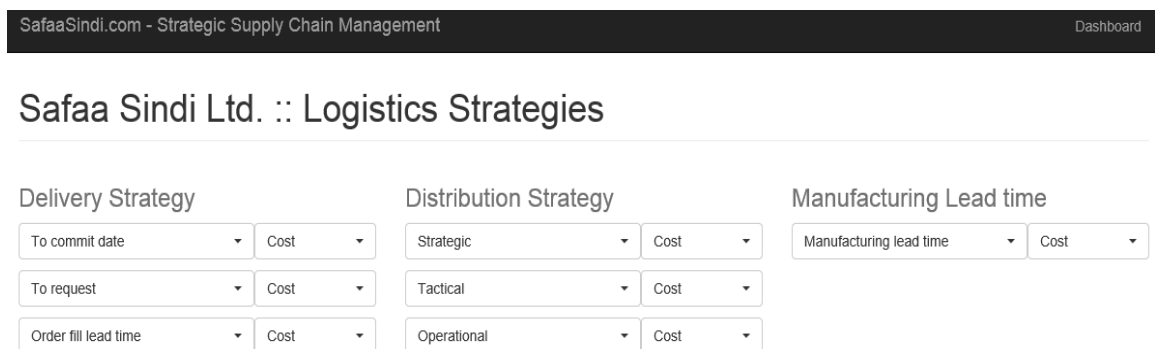 SafaaSindi.com - Strategic Supply Chain Management Dashboard
Safaa Sindi Ltd. :: Logistics Strategies
Delivery Strategy Distribution Strategy Manufacturing Lead time
To commit date Cost Strategic Cost Manufacturing lead time Cost
To request Cost Tactical Cost
Order fill lead time Cost Operational Cost